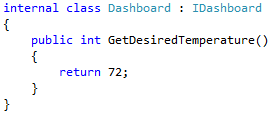 internal class Dashboard : IDashboard
{
    public int GetDesiredTemperature()
    {
        return 72;
    }
}